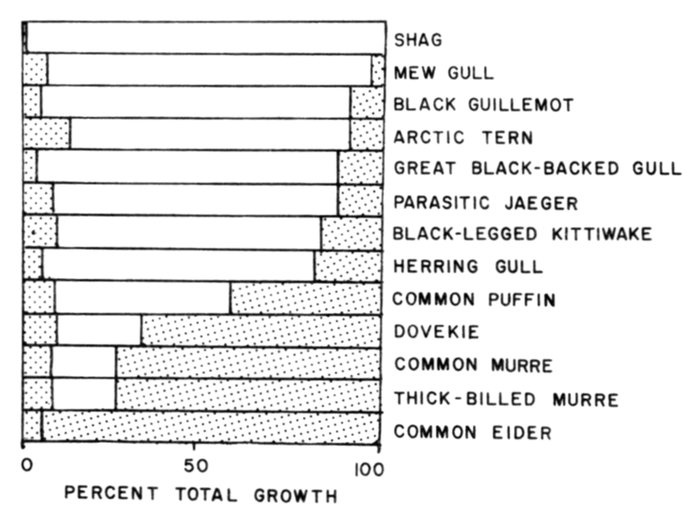 SHAG
MEW GULL
BLACK GUILLEMOT
ARCTIC TERN
GREAT BLACK-BACKED GULL
PARASITIC JAEGER
BLACK-LEGGED KITTIWAKE
HERRING GULL
COMMON PUFFIN
DOVEKIE
COMMON MURRE
THICK-BILLED MURRE
COMMON EIDER
0 50 100
PERCENT TOTAL GROWTH